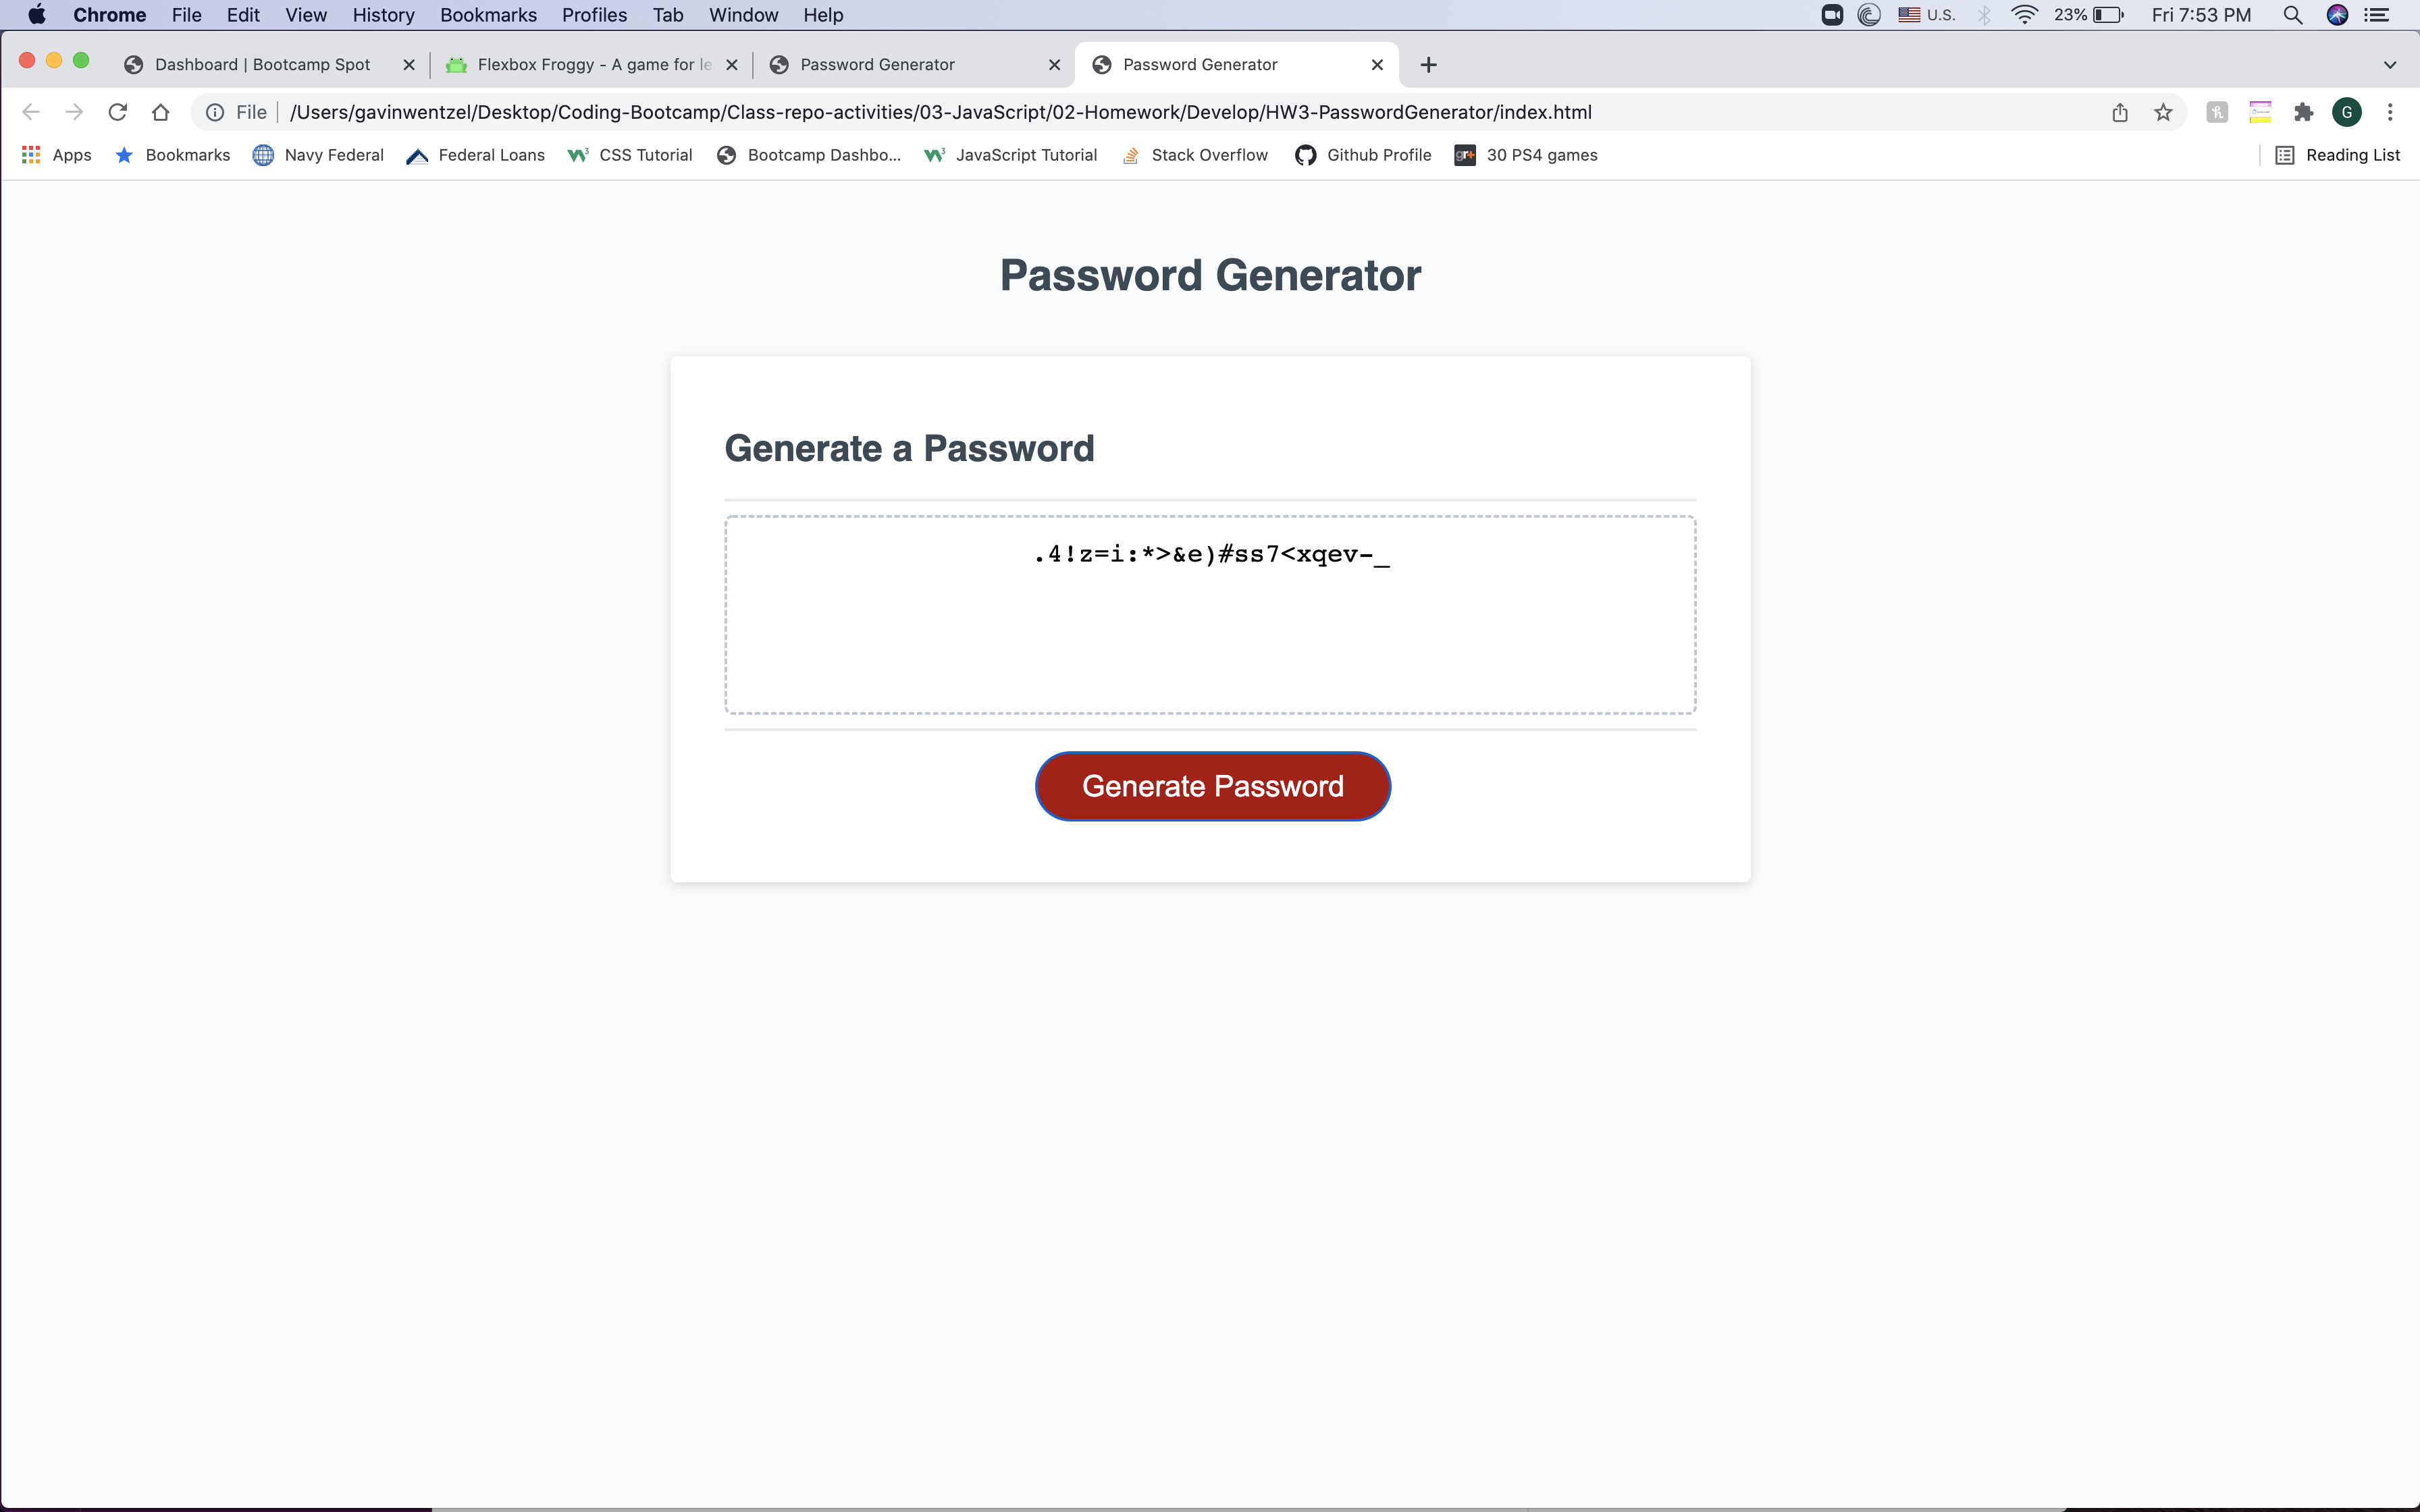 Chrome File Edit View History Bookmarks Profiles Tab Window Help U.S. 23% Fri 7:53 PM
Dashboard | Bootcamp Spot Flexbox Froggy - A game for le Password Generator Password Generator
File /Users/gavinwentzel/Desktop/Coding-Bootcamp/Class-repo-activities/03-JavaScript/02-Homework/Develop/HW3-PasswordGenerator/index.html G
Apps Bookmarks Navy Federal Federal Loans CSS Tutorial Bootcamp Dashbo... JavaScript Tutorial Stack Overflow Github Profile gr+ 30 PS4 games Reading List
Password Generator
Generate a Password
.4!z=i:*>&e)#ss7<xqev-_
Generate Password